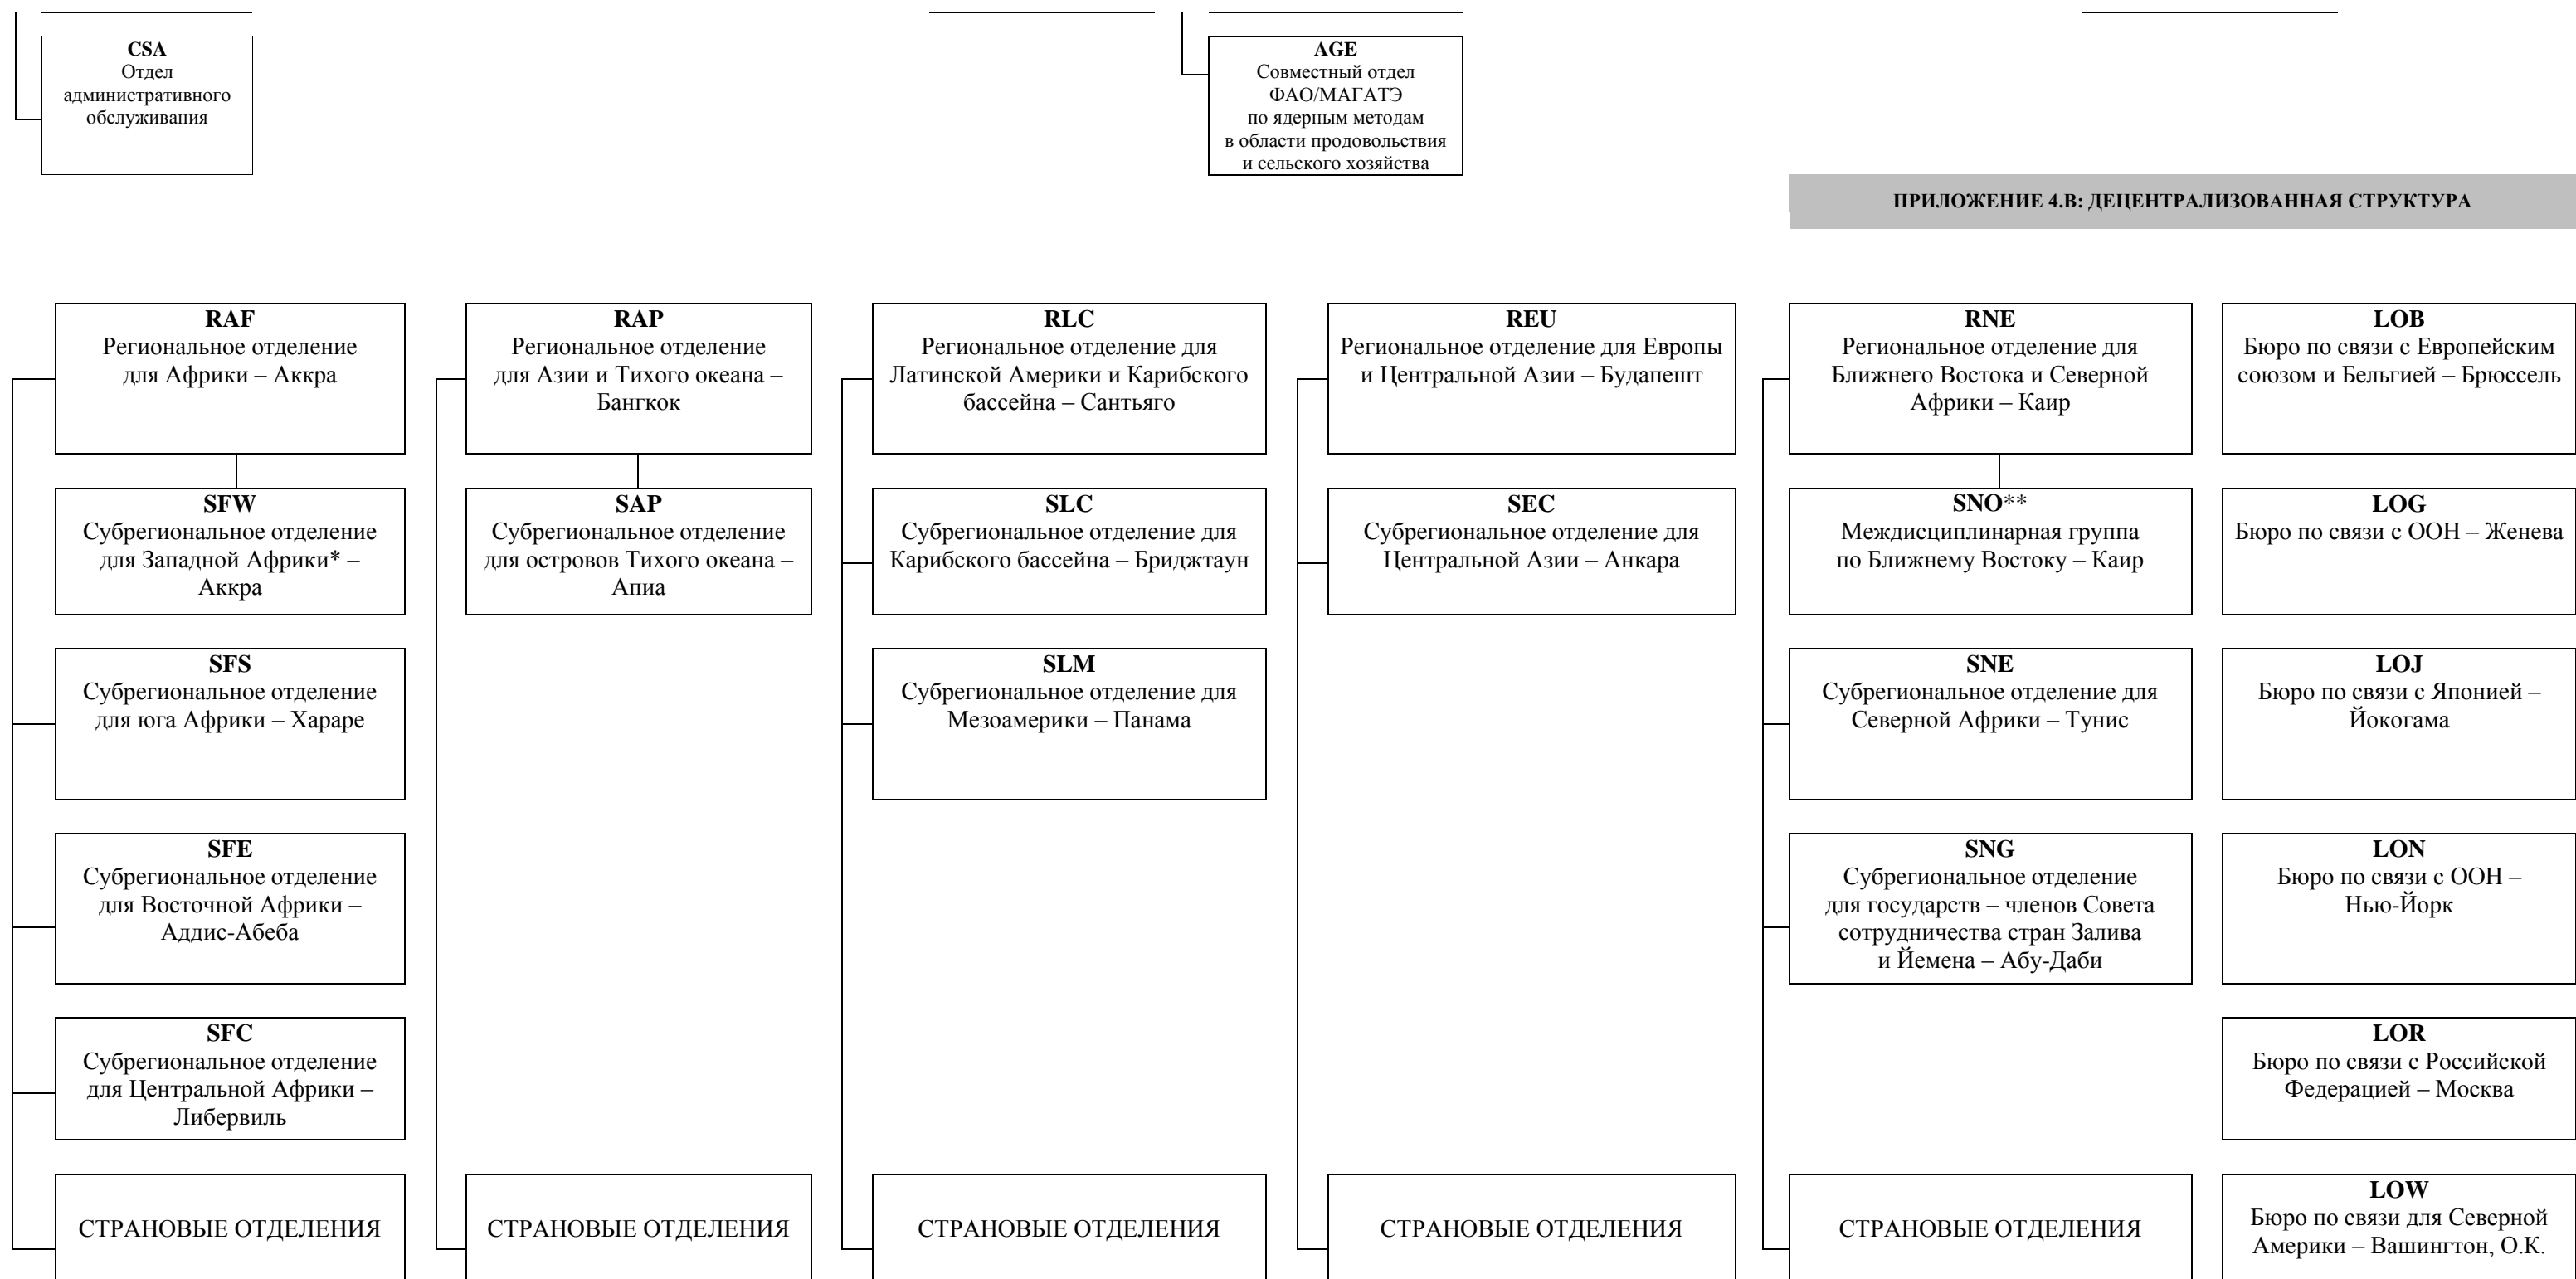 CSA
Отдел
административного
обслуживания
AGE
Совместный отдел
ФАО/МАГАТЭ
по ядерным методам
в области продовольствия
и сельского хозяйства
ПРИЛОЖЕНИЕ 4.В: ДЕЦЕНТРАЛИЗОВАННАЯ СТРУКТУРА
RAF
Региональное отделение
для Африки – Аккра
RAP
Региональное отделение
для Азии и Тихого океана –
Бангкок
RLC
Региональное отделение для
Латинской Америки и Карибского
бассейна – Сантьяго
REU
Региональное отделение для Европы
и Центральной Азии – Будапешт
RNE
Региональное отделение для
Ближнего Востока и Северной
Африки – Каир
LOB
Бюро по связи с Европейским
союзом и Бельгией – Брюссель
SFW
Субрегиональное отделение
для Западной Африки* –
Аккра
SAP
Субрегиональное отделение
для островов Тихого океана –
Апиа
SLC
Субрегиональное отделение для
Карибского бассейна – Бриджтаун
SEC
Субрегиональное отделение для
Центральной Азии – Анкара
SNO**
Междисциплинарная группа
по Ближнему Востоку – Каир
LOG
Бюро по связи с ООН – Женева
SFS
Субрегиональное отделение
для юга Африки – Хараре
SLM
Субрегиональное отделение для
Мезоамерики – Панама
SNE
Субрегиональное отделение для
Северной Африки – Тунис
LOJ
Бюро по связи с Японией –
Йокогама
SFE
Субрегиональное отделение
для Восточной Африки –
Аддис-Абеба
SNG
Субрегиональное отделение
для государств – членов Совета
сотрудничества стран Залива
и Йемена – Абу-Даби
LON
Бюро по связи с ООН –
Нью-Йорк
SFC
Субрегиональное отделение
для Центральной Африки –
Либервиль
LOR
Бюро по связи с Российской
Федерацией – Москва
СТРАНОВЫЕ ОТДЕЛЕНИЯ
СТРАНОВЫЕ ОТДЕЛЕНИЯ
СТРАНОВЫЕ ОТДЕЛЕНИЯ
СТРАНОВЫЕ ОТДЕЛЕНИЯ
СТРАНОВЫЕ ОТДЕЛЕНИЯ
LOW
Бюро по связи для Северной
Америки – Вашингтон, О.К.